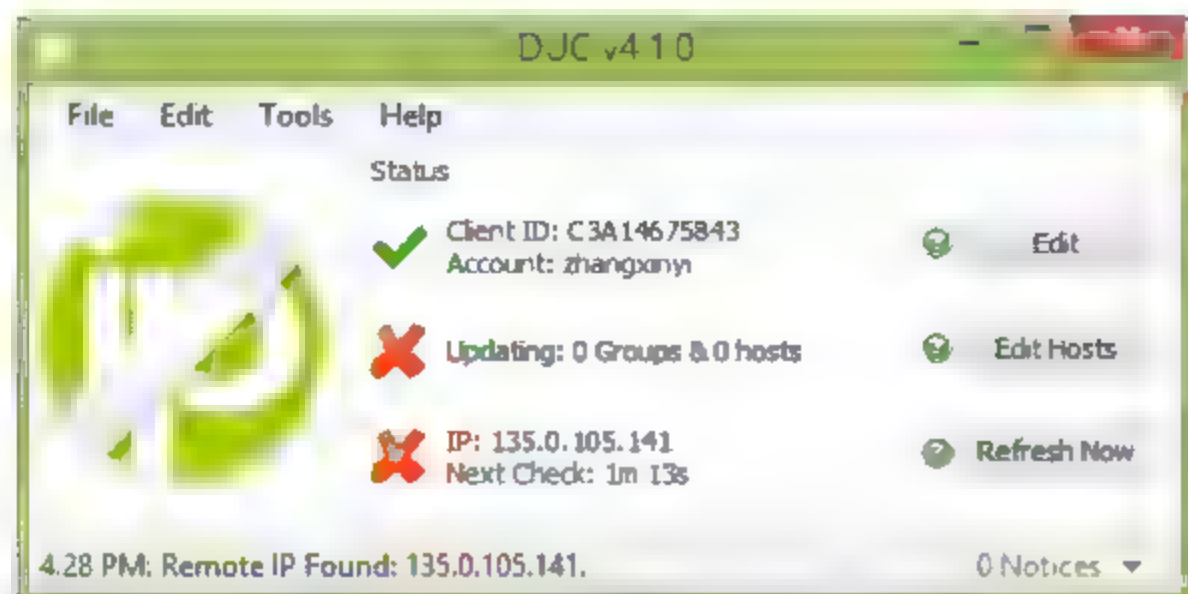 DJC v4.1.0
File Edit Tools Help
Status
Client ID: C3A14675843
Account: zhangxinyi
Edit
Updating: 0 Groups & 0 hosts
Edit Hosts
IP: 135.0.105.141
Next Check: 1m 13s
Refresh Now
4.28 PM: Remote IP Found: 135.0.105.141.
0 Notices